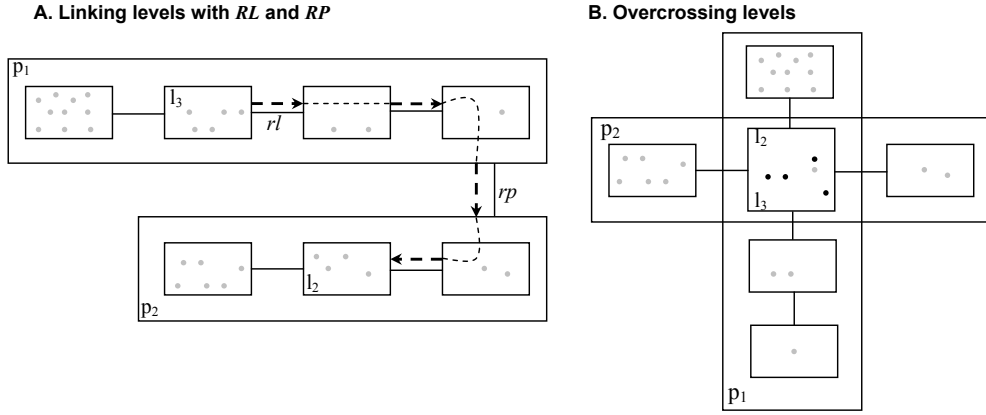 A. Linking levels with RL and RP
p1
l3
rl
rp
l2
p2
B. Overcrossing levels
p2
l2
l3
p1